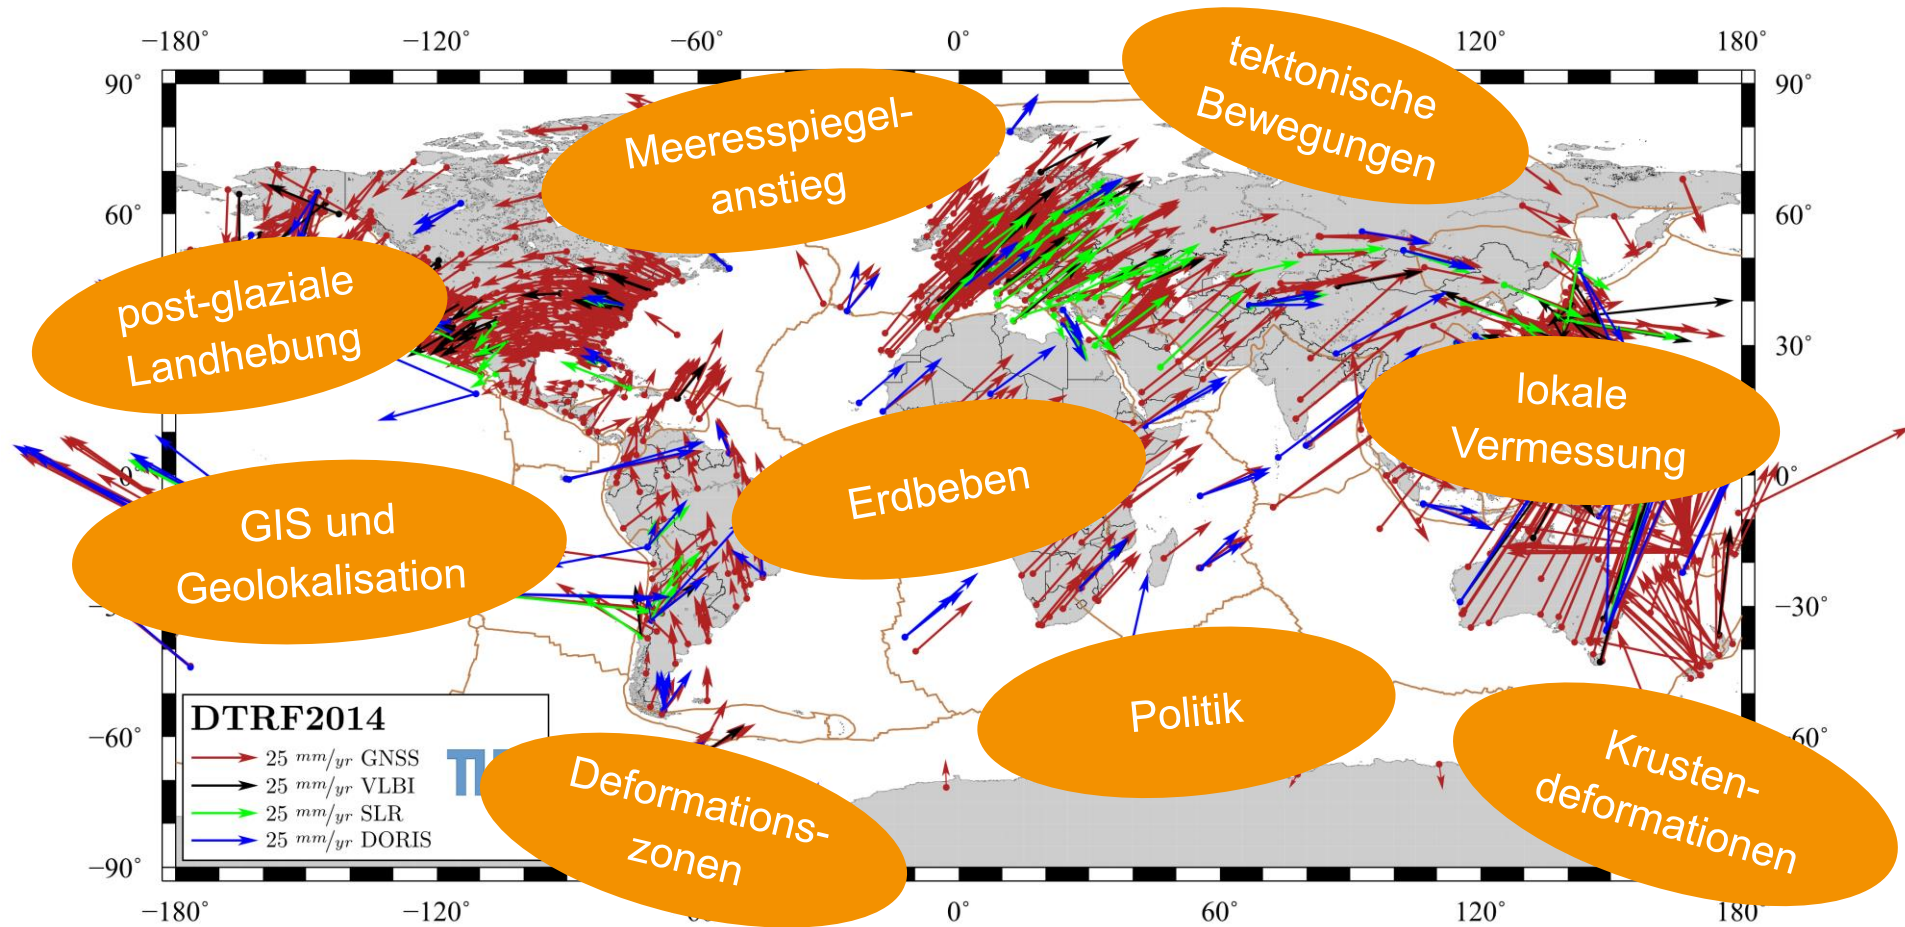 −180° −120° −60° 0° 120° 180°
tektonische
Bewegungen
90° 90°
Meeresspiegel-
anstieg
60° 60°
post-glaziale
Landhebung
30°
lokale
Vermessung
Erdbeben
0° 0°
GIS und
Geolokalisation
−30°
Politik
DTRF2014
25 mm/yr GNSS
25 mm/yr VLBI
25 mm/yr SLR
25 mm/yr DORIS
−60° 60°
Deformations-
zonen
Krusten-
deformationen
−90°
−180° −120° 0° 60° 120° 180°